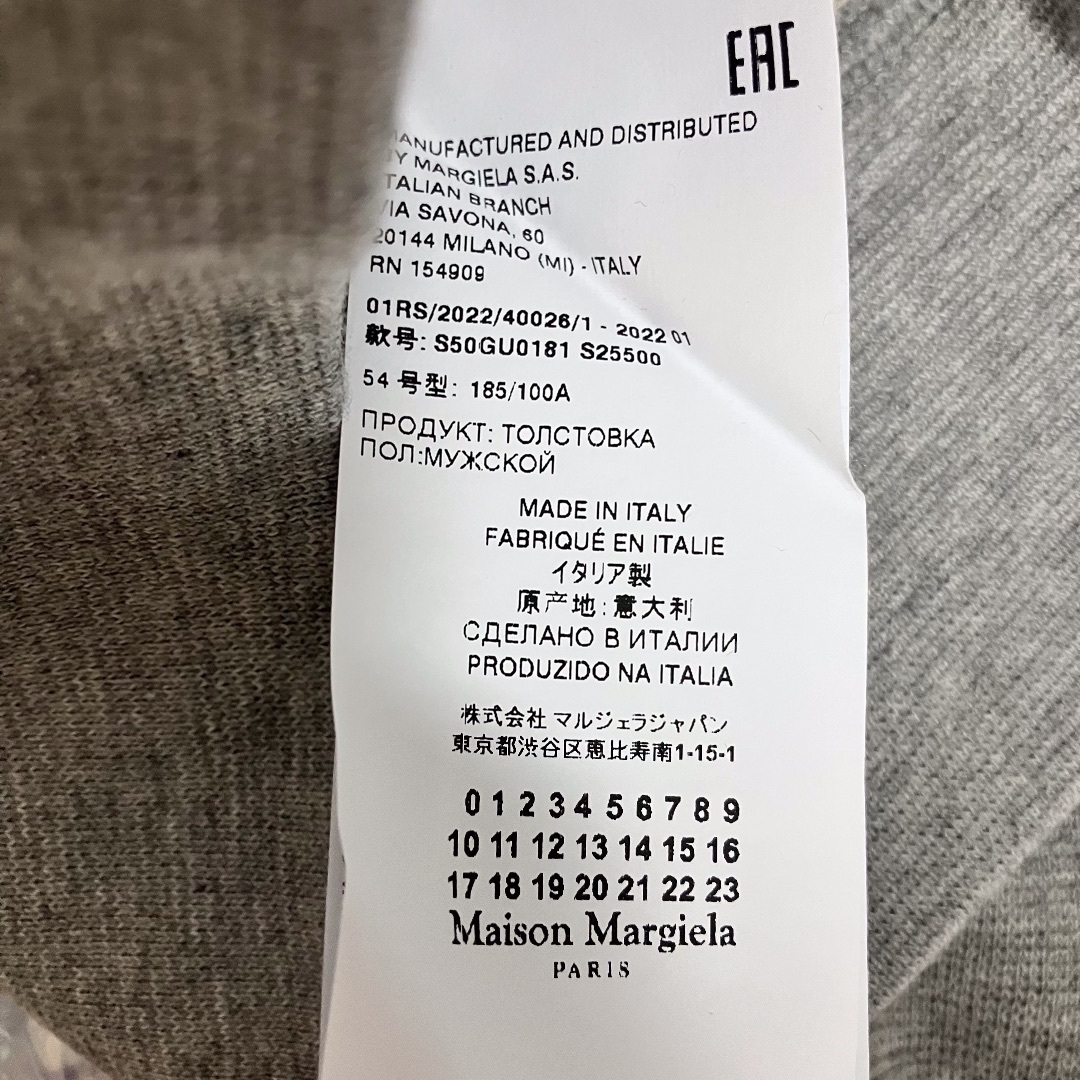 EAC
MANUFACTURED AND DISTRIBUTED
BY MARGIELA S.A.S.
ITALIAN BRANCH
VIA SAVONA, 60
20144 MILANO (MI) - ITALY
RN 154909
01RS/2022/40026/1 - 2022 01
款号: S50GU0181 S25500
54 号型: 185/100A
ПРОДУКТ: ТОЛСТОВКА
ПОЛ:МУЖСКОЙ
MADE IN ITALY
FABRIQUÉ EN ITALIE
イタリア製
原产地: 意大利
СДЕЛАНО В ИТАЛИИ
PRODUZIDO NA ITALIA
株式会社 マルジェラジャパン
東京都渋谷区恵比寿南1-15-1
0 1 2 3 4 5 6 7 8 9
10 11 12 13 14 15 16
17 18 19 20 21 22 23
Maison Margiela
PARIS